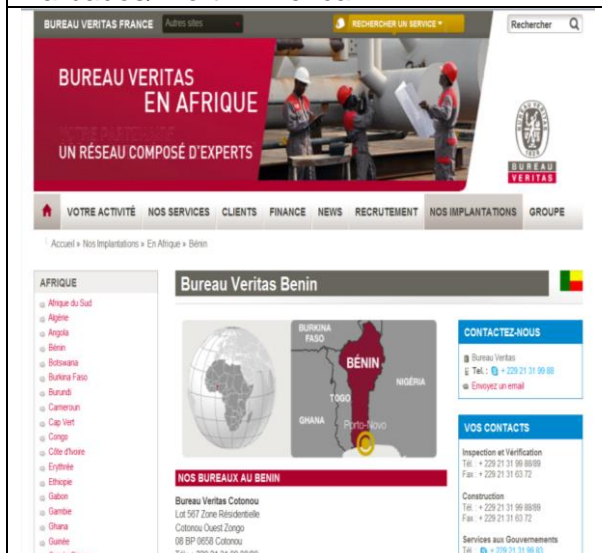 BUREAU VERITAS FRANCE
Autres sites
RECHERCHER UN SERVICE
Rechercher
BUREAU VERITAS
EN AFRIQUE
UN RÉSEAU COMPOSÉ D'EXPERTS
BUREAU
VERITAS
VOTRE ACTIVITÉ NOS SERVICES CLIENTS FINANCE NEWS RECRUTEMENT NOS IMPLANTATIONS GROUPE
Accueil » Nos Implantations » En Afrique » Bénin
AFRIQUE
Afrique du Sud
Algérie
Angola
Bénin
Botswana
Burkina Faso
Burundi
Cameroun
Cap Vert
Congo
Côte d'Ivoire
Erythrée
Ethiopie
Gabon
Gambie
Ghana
Guinée
Bureau Veritas Benin
BURKINA
FASO
BÉNIN
NIGÉRIA
TOGO
GHANA
Porto-Novo
NOS BUREAUX AU BENIN
Bureau Veritas Cotonou
Lot 567 Zone Résidentielle
Cotonou Ouest Zongo
08 BP 0658 Cotonou
CONTACTEZ-NOUS
Bureau Veritas
Tel. : + 229 21 31 99 88
Envoyez un email
VOS CONTACTS
Inspection et Vérification
Tél. : + 229 21 31 99 88/89
Fax : + 229 21 31 63 72
Construction
Tél. : + 229 21 31 99 88/89
Fax : + 229 21 31 63 72
Services aux Gouvernements
Tél. : + 229 21 31 99 83